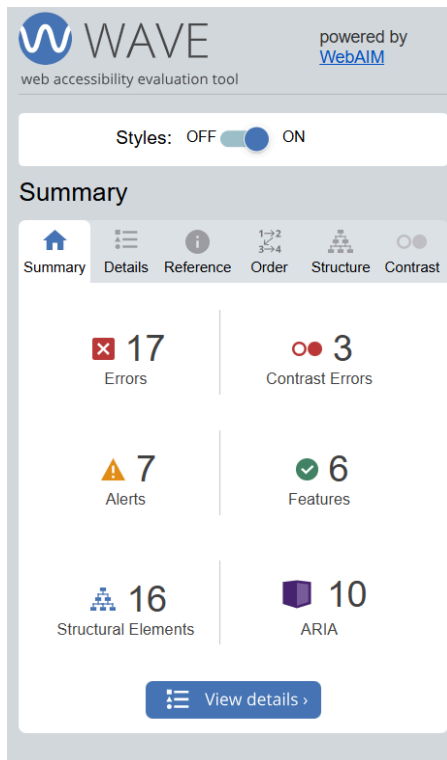 WAVE
powered by
WebAIM
web accessibility evaluation tool
Styles: OFF ON
Summary
1→2
3→4
Summary Details Reference Order Structure Contrast
17 3
Errors Contrast Errors
7 6
Alerts Features
16 10
Structural Elements ARIA
View details ›